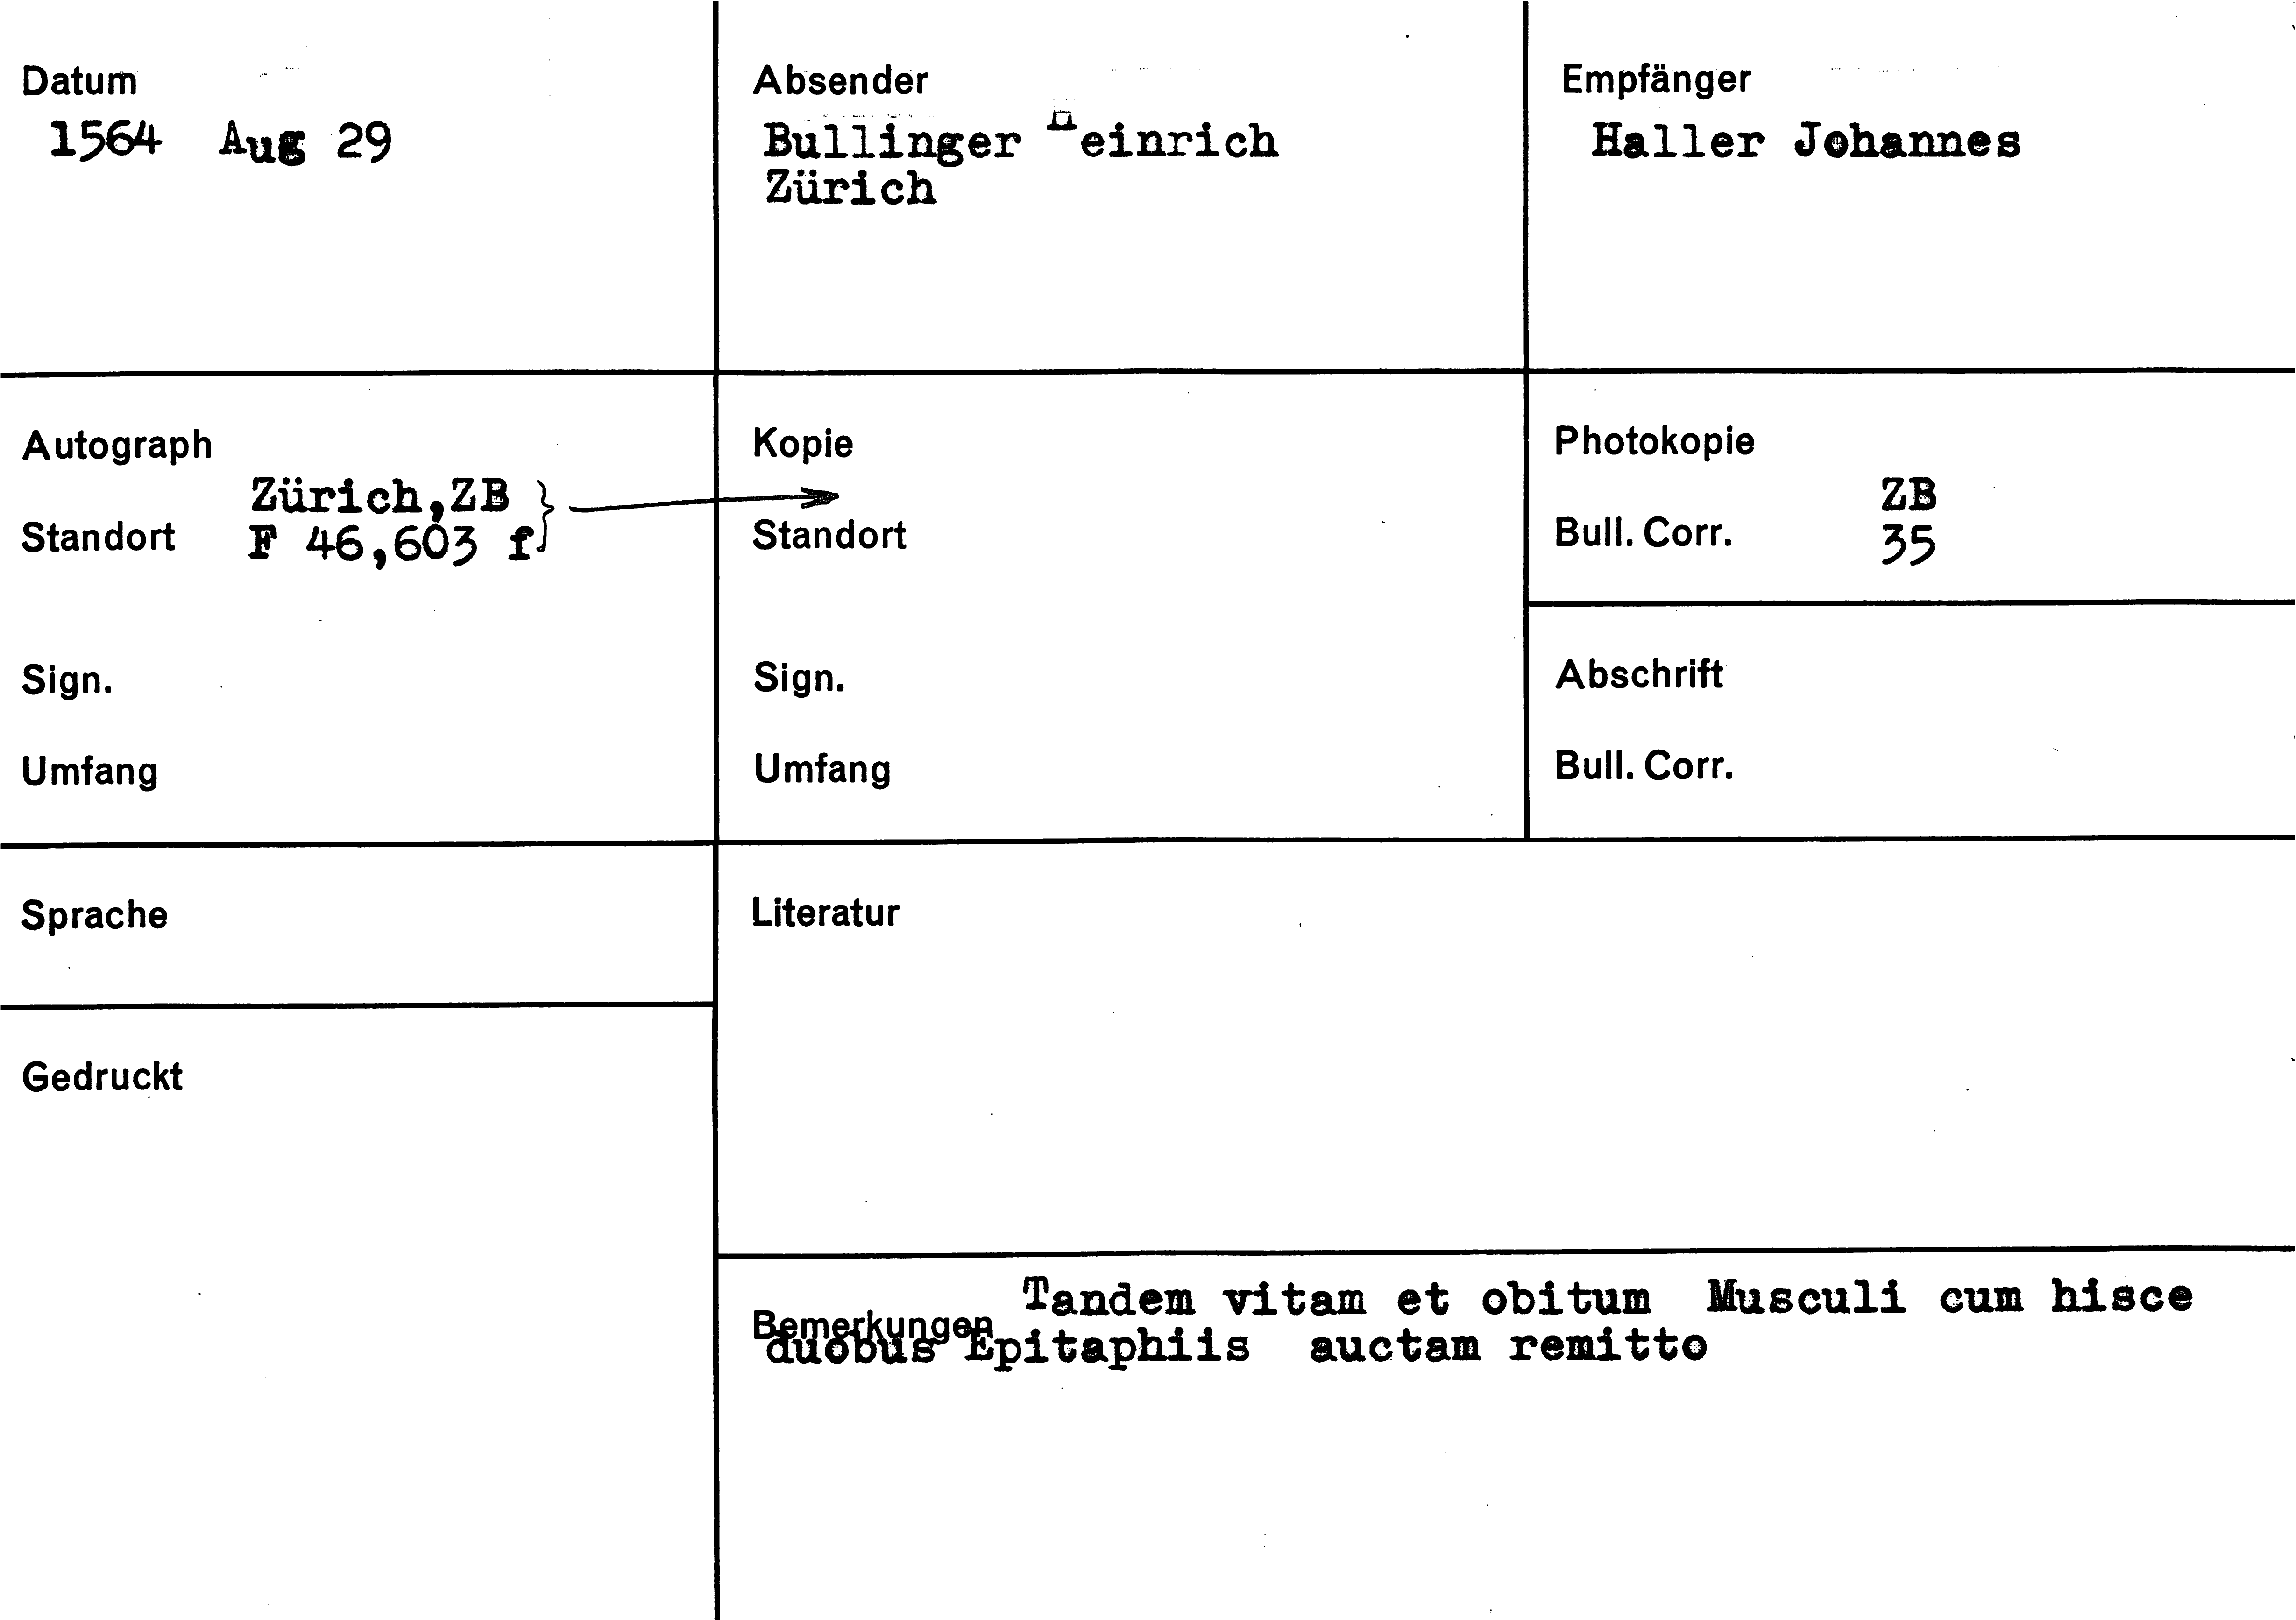 Datum
1564 Aug 29
Absender
Bullinger Heinrich
Zürich
Empfänger
Haller Johannes
Autograph
Zürich,ZB
Standort F 46,603 f
Sign.
Umfang
Kopie
Standort
Sign.
Umfang
Photokopie
ZB
Bull. Corr. 35
Abschrift
Bull. Corr.
Sprache
Literatur
Gedruckt
Bemerkungen Tandem vitam et obitum Musculi cum hisce
duobus Epitaphiis auctam remitto